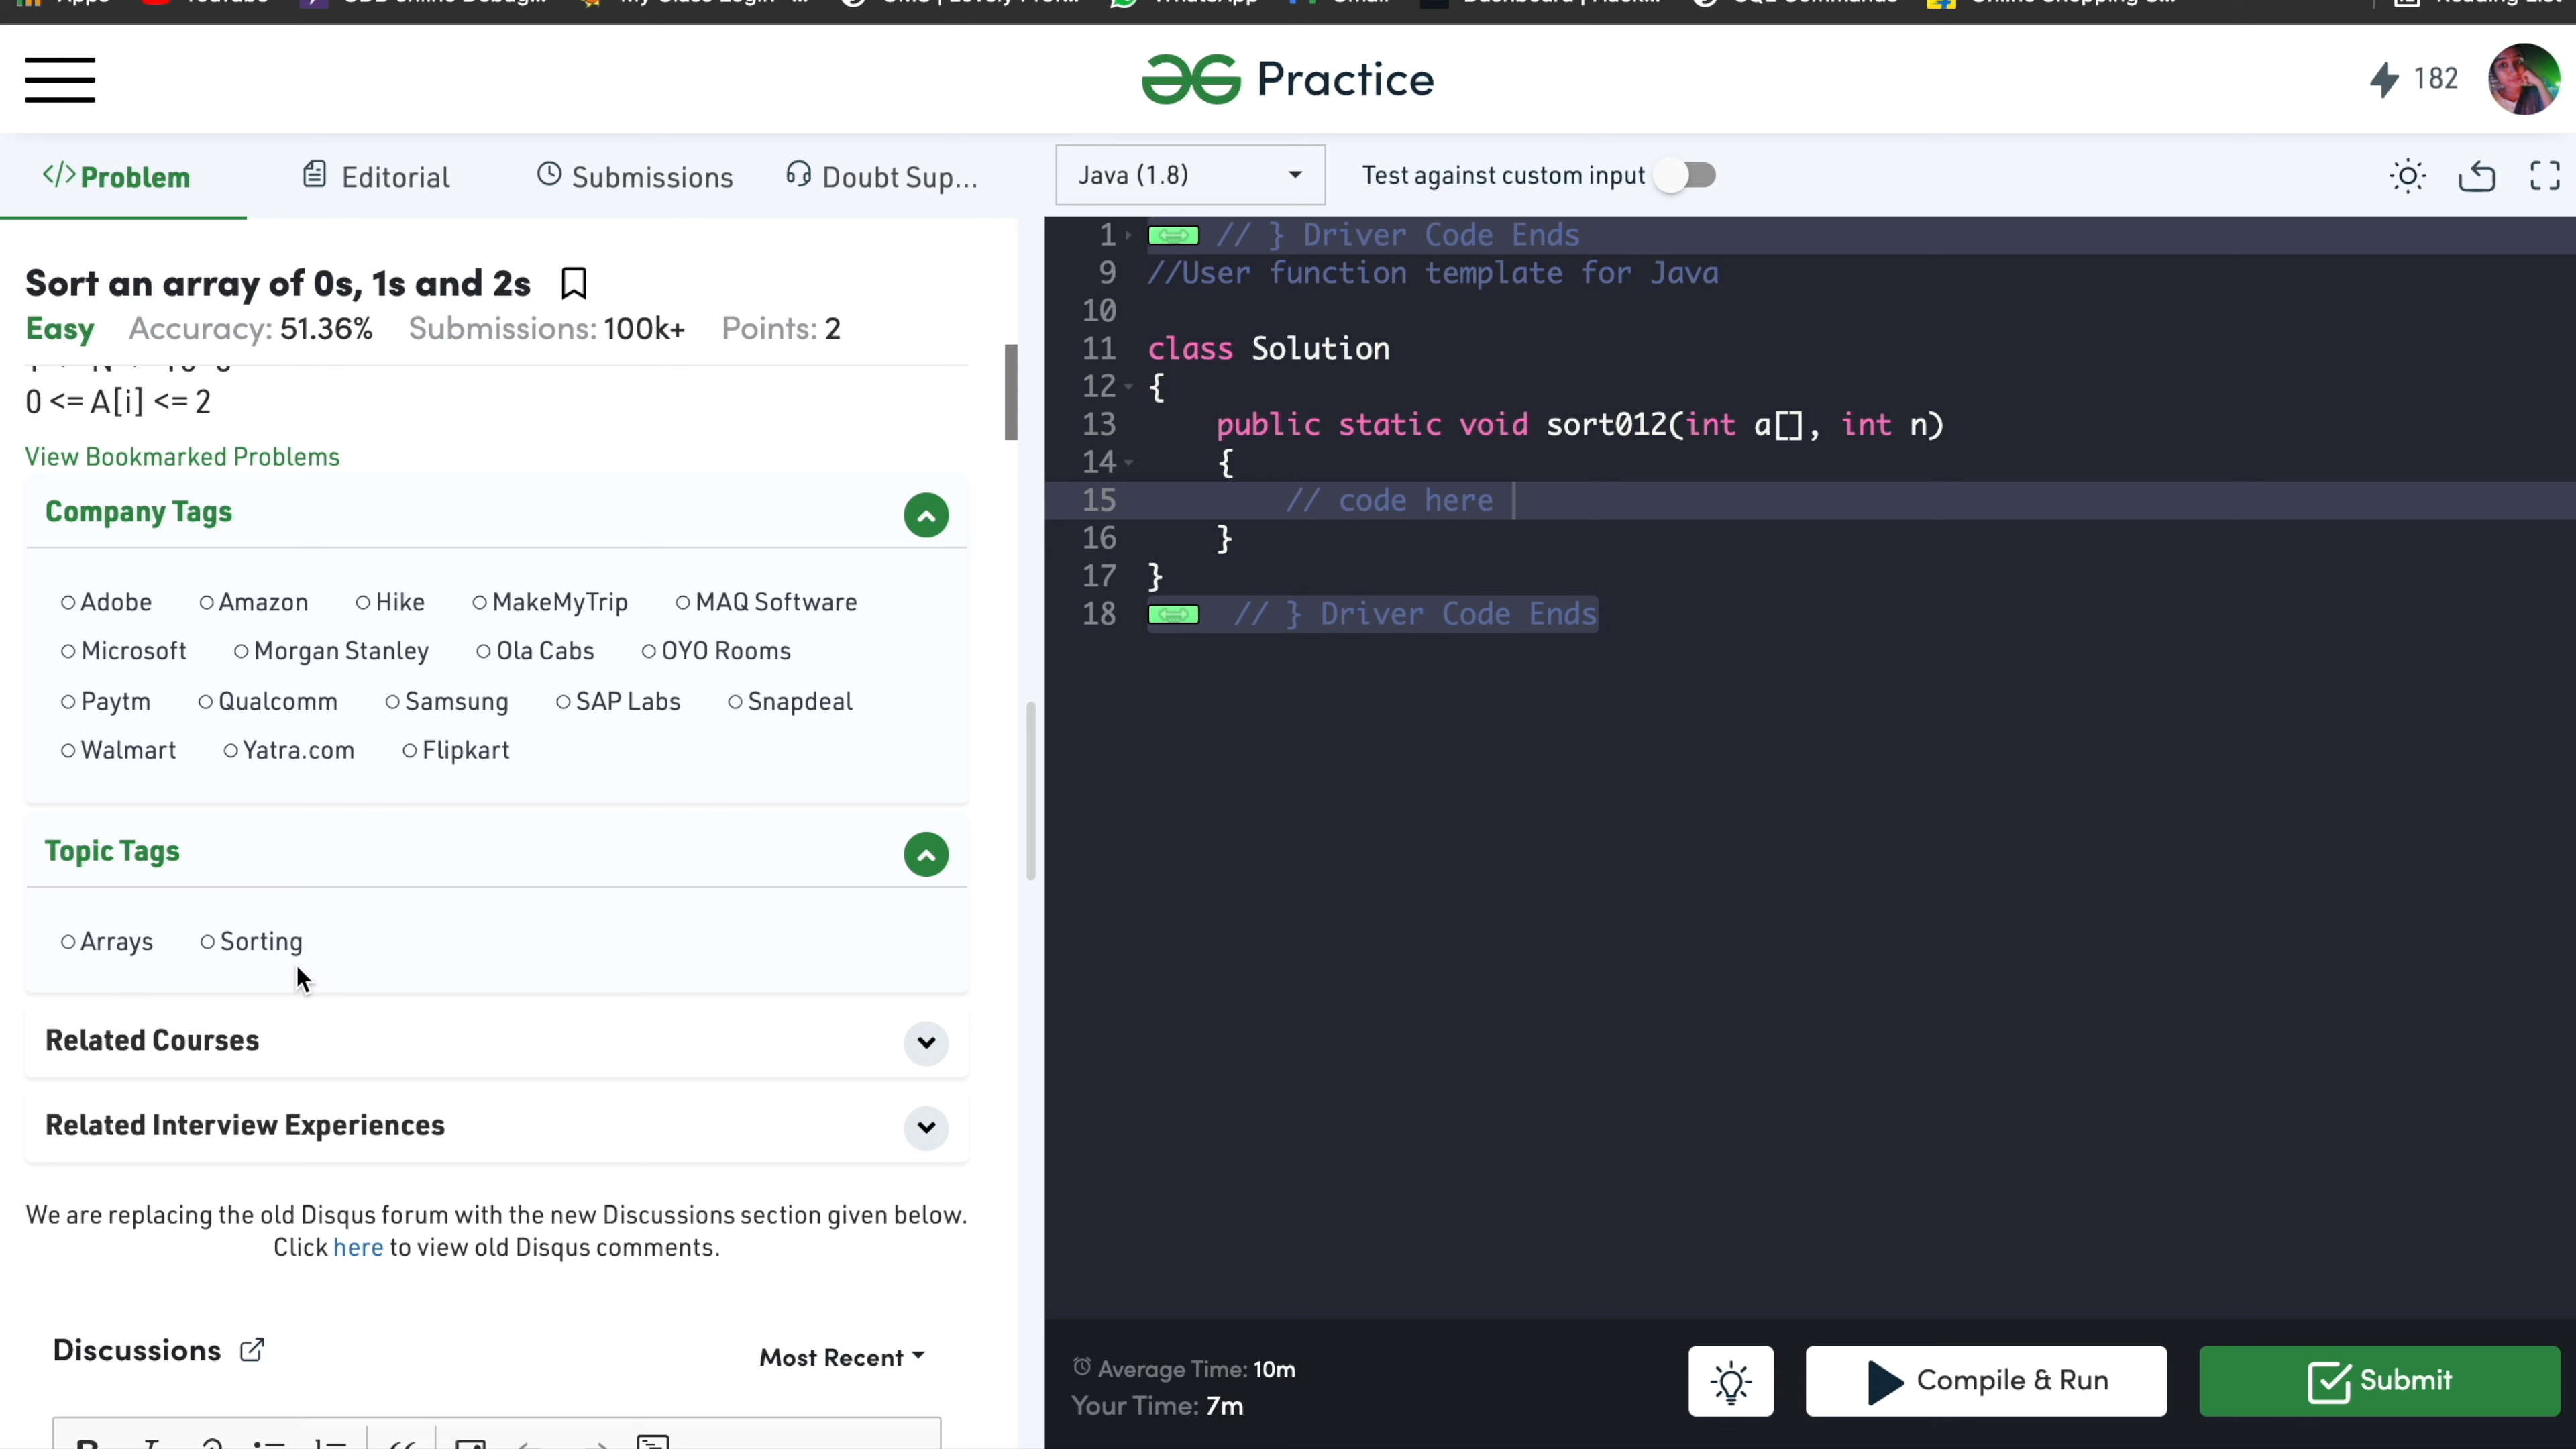 Practice
182
</>Problem
Editorial
Submissions
Doubt Sup...
Java (1.8)
Test against custom input
Sort an array of 0s, 1s and 2s
Easy Accuracy: 51.36% Submissions: 100k+ Points: 2
0 <= A[i] <= 2
View Bookmarked Problems
Company Tags
Adobe Amazon Hike MakeMyTrip MAQ Software
Microsoft Morgan Stanley Ola Cabs OYO Rooms
Paytm Qualcomm Samsung SAP Labs Snapdeal
Walmart Yatra.com Flipkart
Topic Tags
Arrays Sorting
Related Courses
Related Interview Experiences
We are replacing the old Disqus forum with the new Discussions section given below.
Click here to view old Disqus comments.
Discussions
Most Recent
1 // } Driver Code Ends
9 //User function template for Java
10
11 class Solution
12 {
13 public static void sort012(int a[], int n)
14 {
15 // code here
16 }
17 }
18 // } Driver Code Ends
Average Time: 10m
Your Time: 7m
Compile & Run
Submit